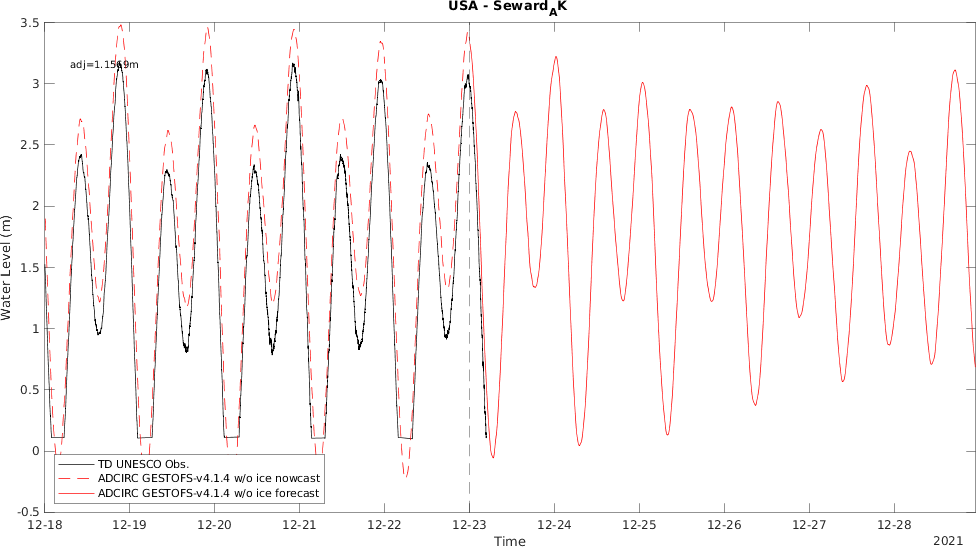 USA - Seward_AK
adj=1.1569m
3.5
3
2.5
2
1.5
1
0.5
0
-0.5
Water Level (m)
TD UNESCO Obs.
ADCIRC GESTOFS-v4.1.4 w/o ice nowcast
ADCIRC GESTOFS-v4.1.4 w/o ice forecast
12-18 12-19 12-20 12-21 12-22 12-23 12-24 12-25 12-26 12-27 12-28
Time
2021